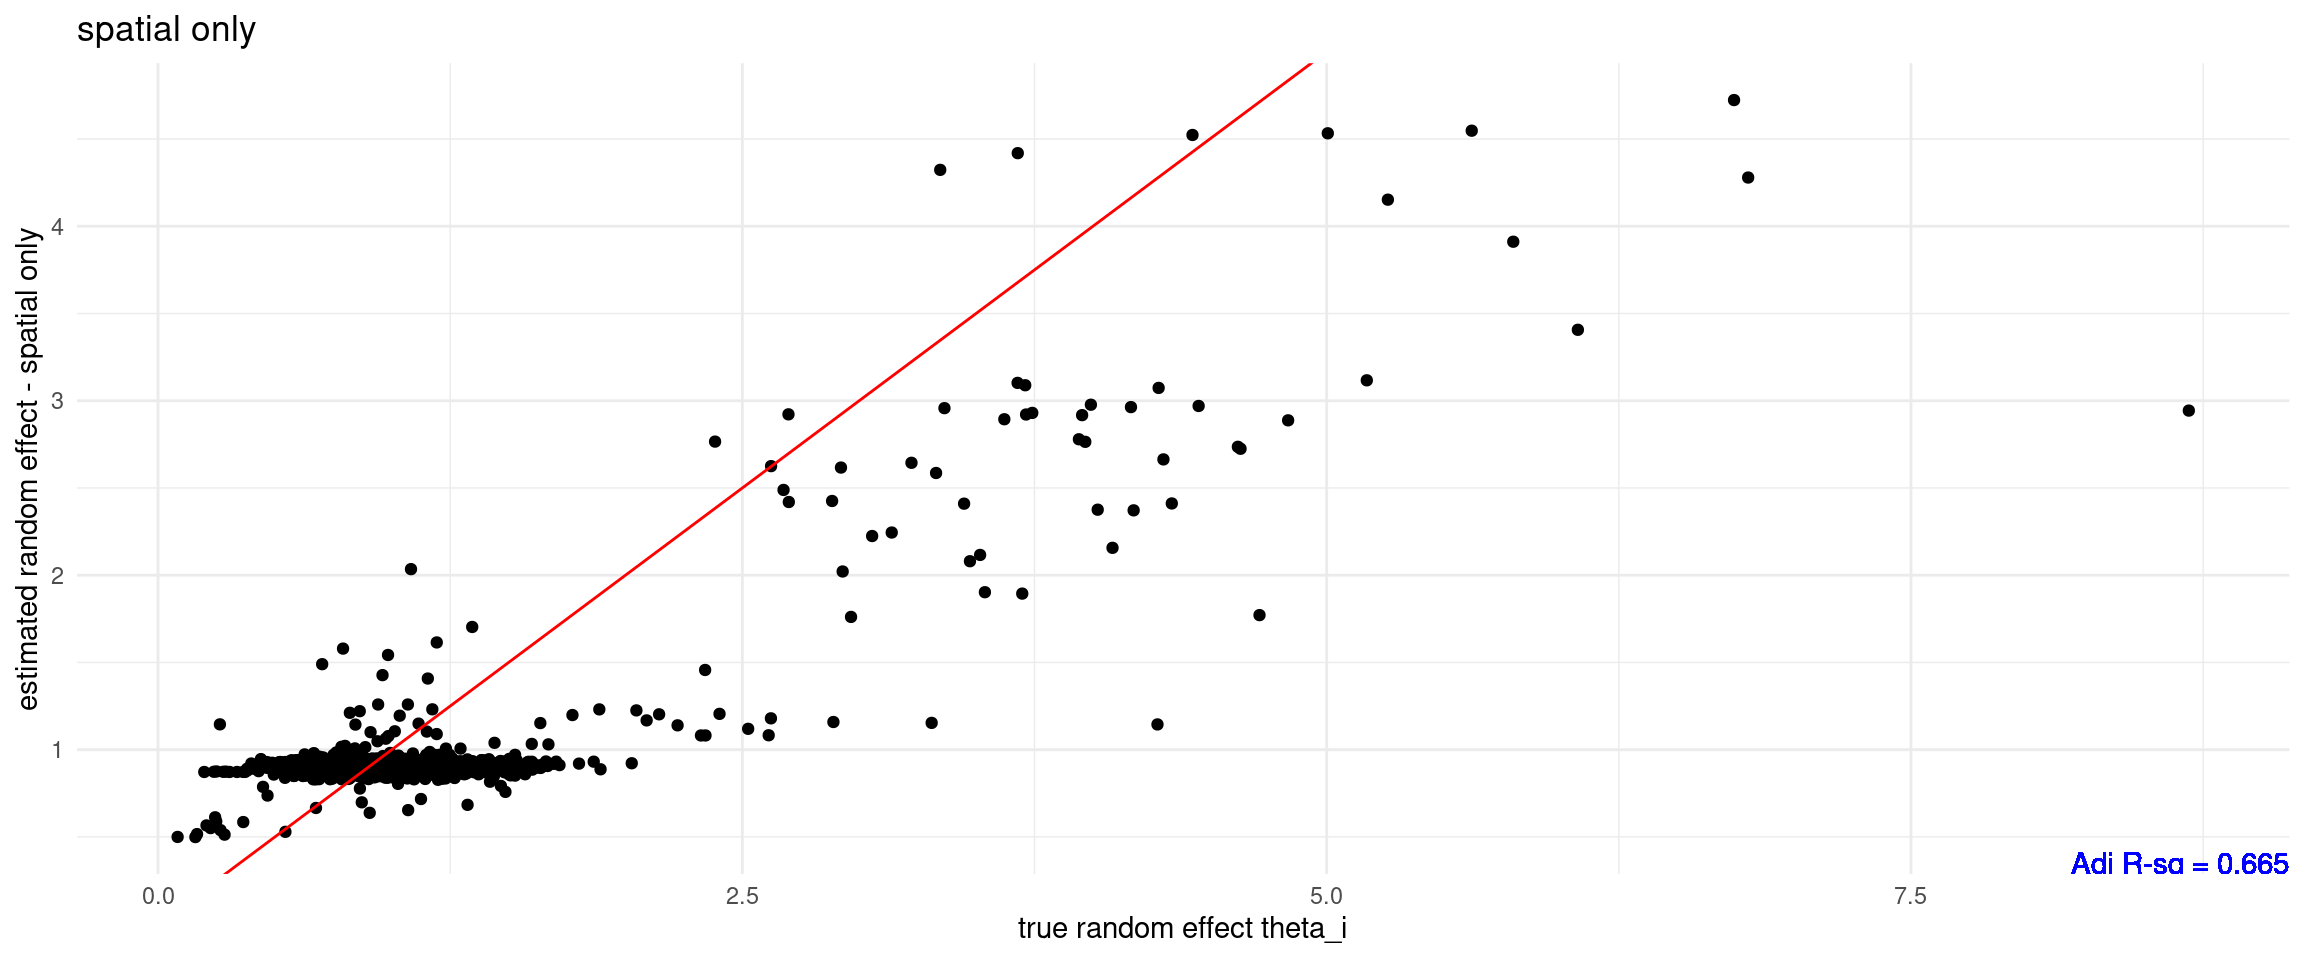 spatial only
estimated random effect - spatial only
4
3
2
1
0.0 2.5 5.0 7.5
true random effect theta_i
Adj R-sq = 0.665